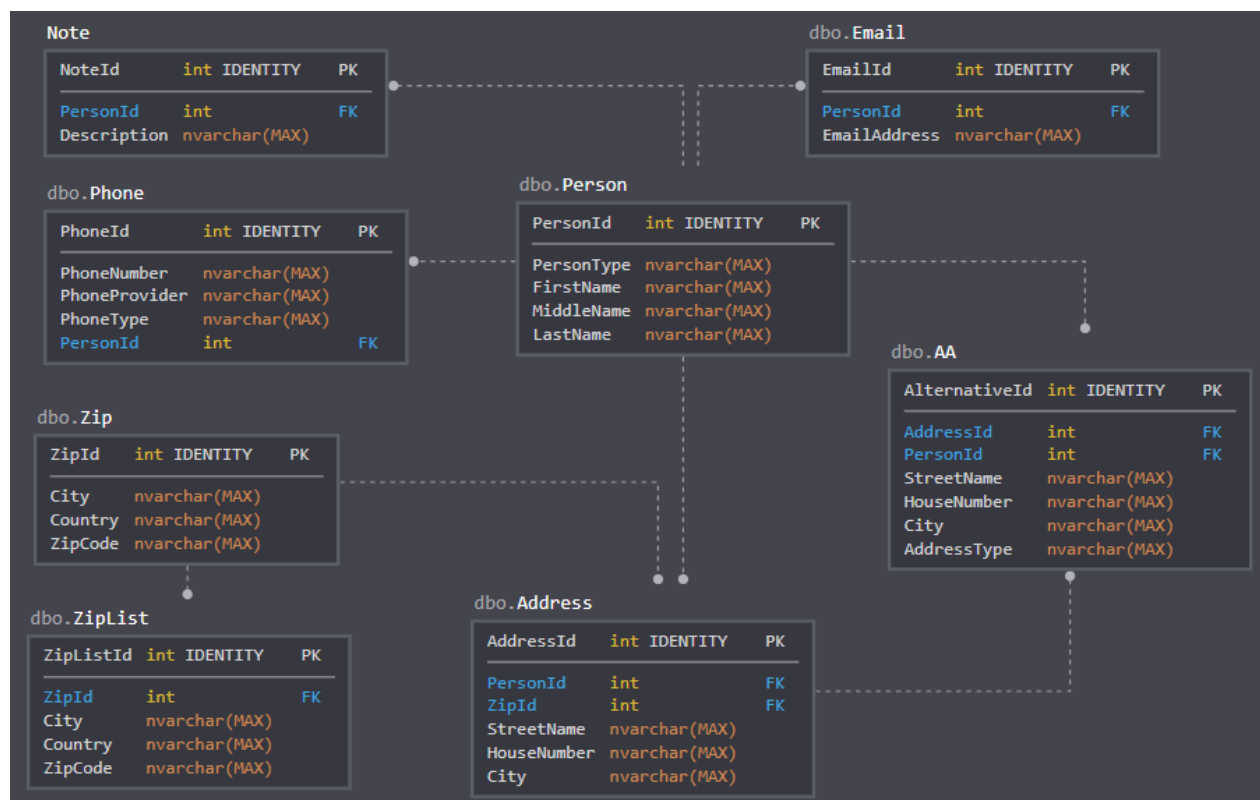 Note
NoteId int IDENTITY PK
PersonId int FK
Description nvarchar(MAX)
dbo.Email
EmailId int IDENTITY PK
PersonId int FK
EmailAddress nvarchar(MAX)
dbo.Phone
PhoneId int IDENTITY PK
PhoneNumber nvarchar(MAX)
PhoneProvider nvarchar(MAX)
PhoneType nvarchar(MAX)
PersonId int FK
dbo.Person
PersonId int IDENTITY PK
PersonType nvarchar(MAX)
FirstName nvarchar(MAX)
MiddleName nvarchar(MAX)
LastName nvarchar(MAX)
dbo.AA
AlternativeId int IDENTITY PK
AddressId int FK
PersonId int FK
StreetName nvarchar(MAX)
HouseNumber nvarchar(MAX)
City nvarchar(MAX)
AddressType nvarchar(MAX)
dbo.Zip
ZipId int IDENTITY PK
City nvarchar(MAX)
Country nvarchar(MAX)
ZipCode nvarchar(MAX)
dbo.ZipList
ZipListId int IDENTITY PK
ZipId int FK
City nvarchar(MAX)
Country nvarchar(MAX)
ZipCode nvarchar(MAX)
dbo.Address
AddressId int IDENTITY PK
PersonId int FK
ZipId int FK
StreetName nvarchar(MAX)
HouseNumber nvarchar(MAX)
City nvarchar(MAX)